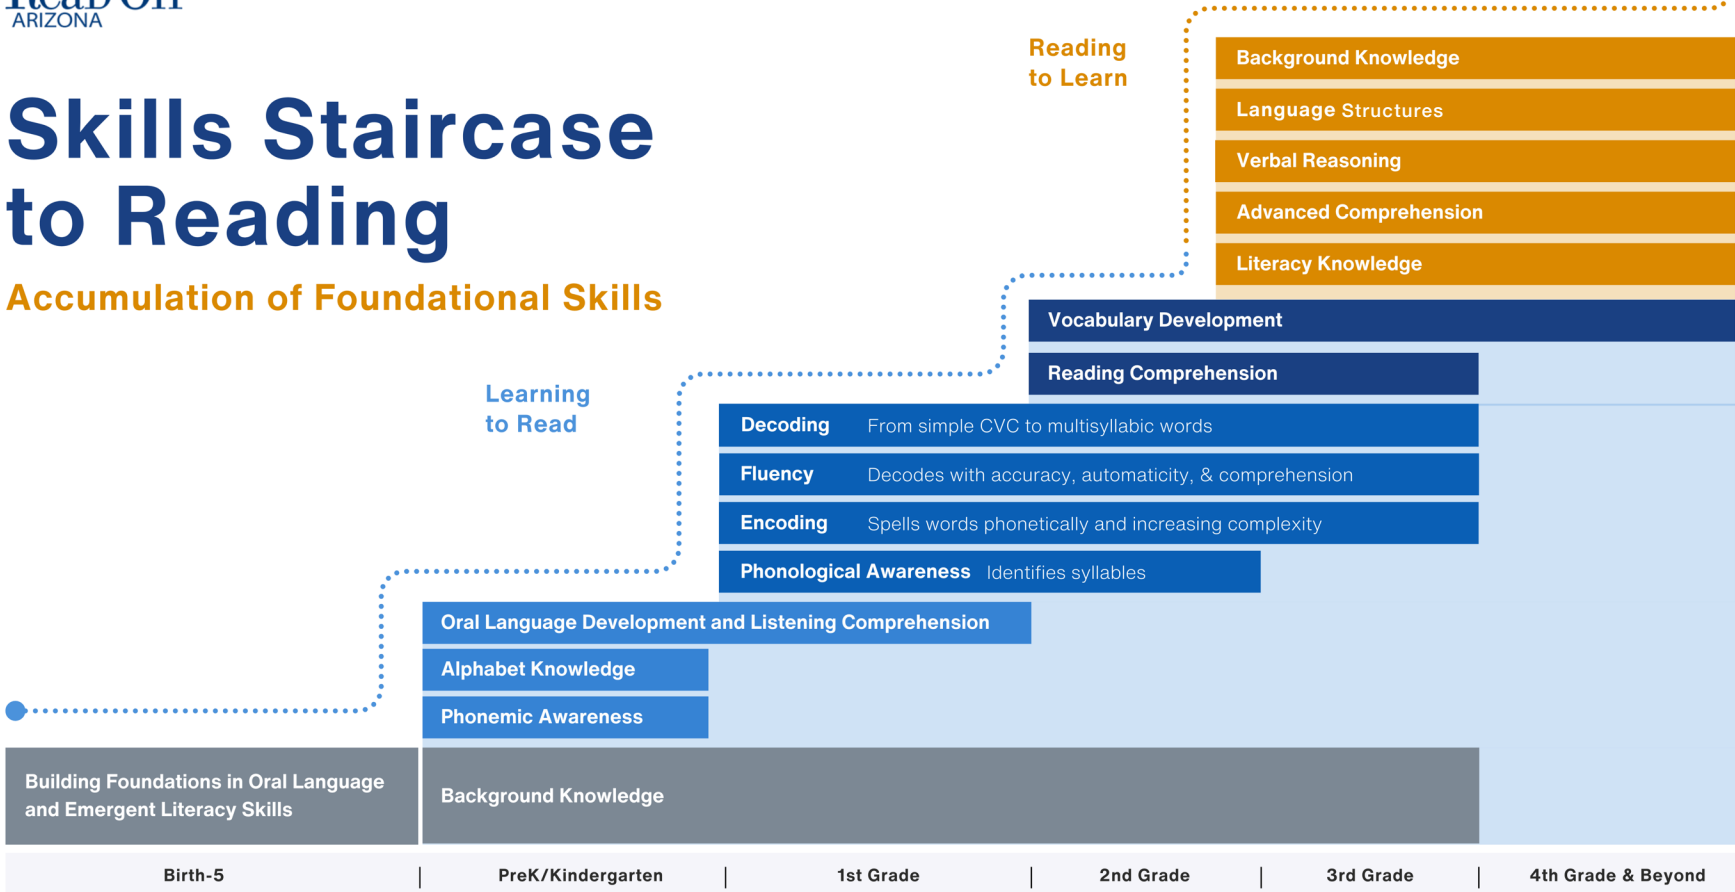 ARIZONA
Skills Staircase
to Reading
Accumulation of Foundational Skills
Reading
to Learn
Background Knowledge
Language Structures
Verbal Reasoning
Advanced Comprehension
Literacy Knowledge
Vocabulary Development
Reading Comprehension
Learning
to Read
Decoding From simple CVC to multisyllabic words
Fluency Decodes with accuracy, automaticity, & comprehension
Encoding Spells words phonetically and increasing complexity
Phonological Awareness Identifies syllables
Oral Language Development and Listening Comprehension
Alphabet Knowledge
Phonemic Awareness
Building Foundations in Oral Language
and Emergent Literacy Skills
Background Knowledge
Birth-5 | PreK/Kindergarten | 1st Grade | 2nd Grade | 3rd Grade | 4th Grade & Beyond